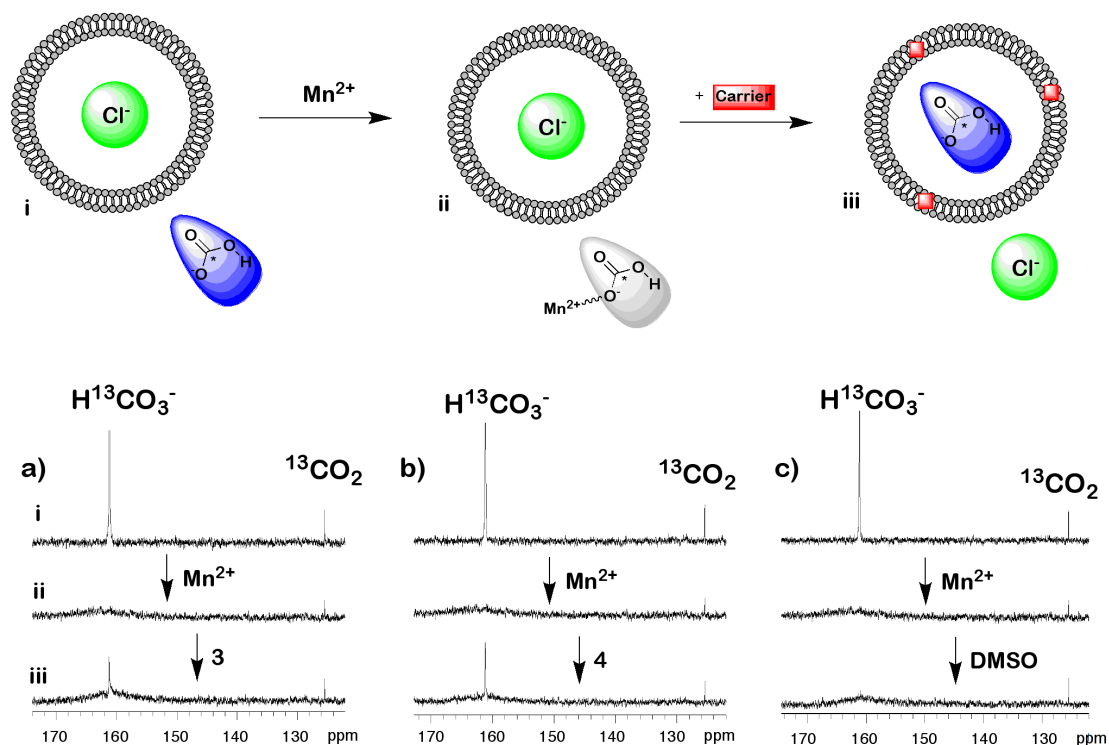 Cl⁻
i
O
O
H
*
⁻O
Mn²⁺
Cl⁻
ii
O
O
H
*
O⁻
Mn²⁺
+ Carrier
O
O
H
*
⁻O
iii
Cl⁻
a)
H¹³CO₃⁻
¹³CO₂
i
Mn²⁺
ii
3
iii
170 160 150 140 130 ppm
b)
H¹³CO₃⁻
¹³CO₂
Mn²⁺
4
170 160 150 140 130 ppm
c)
H¹³CO₃⁻
¹³CO₂
Mn²⁺
DMSO
170 160 150 140 130 ppm